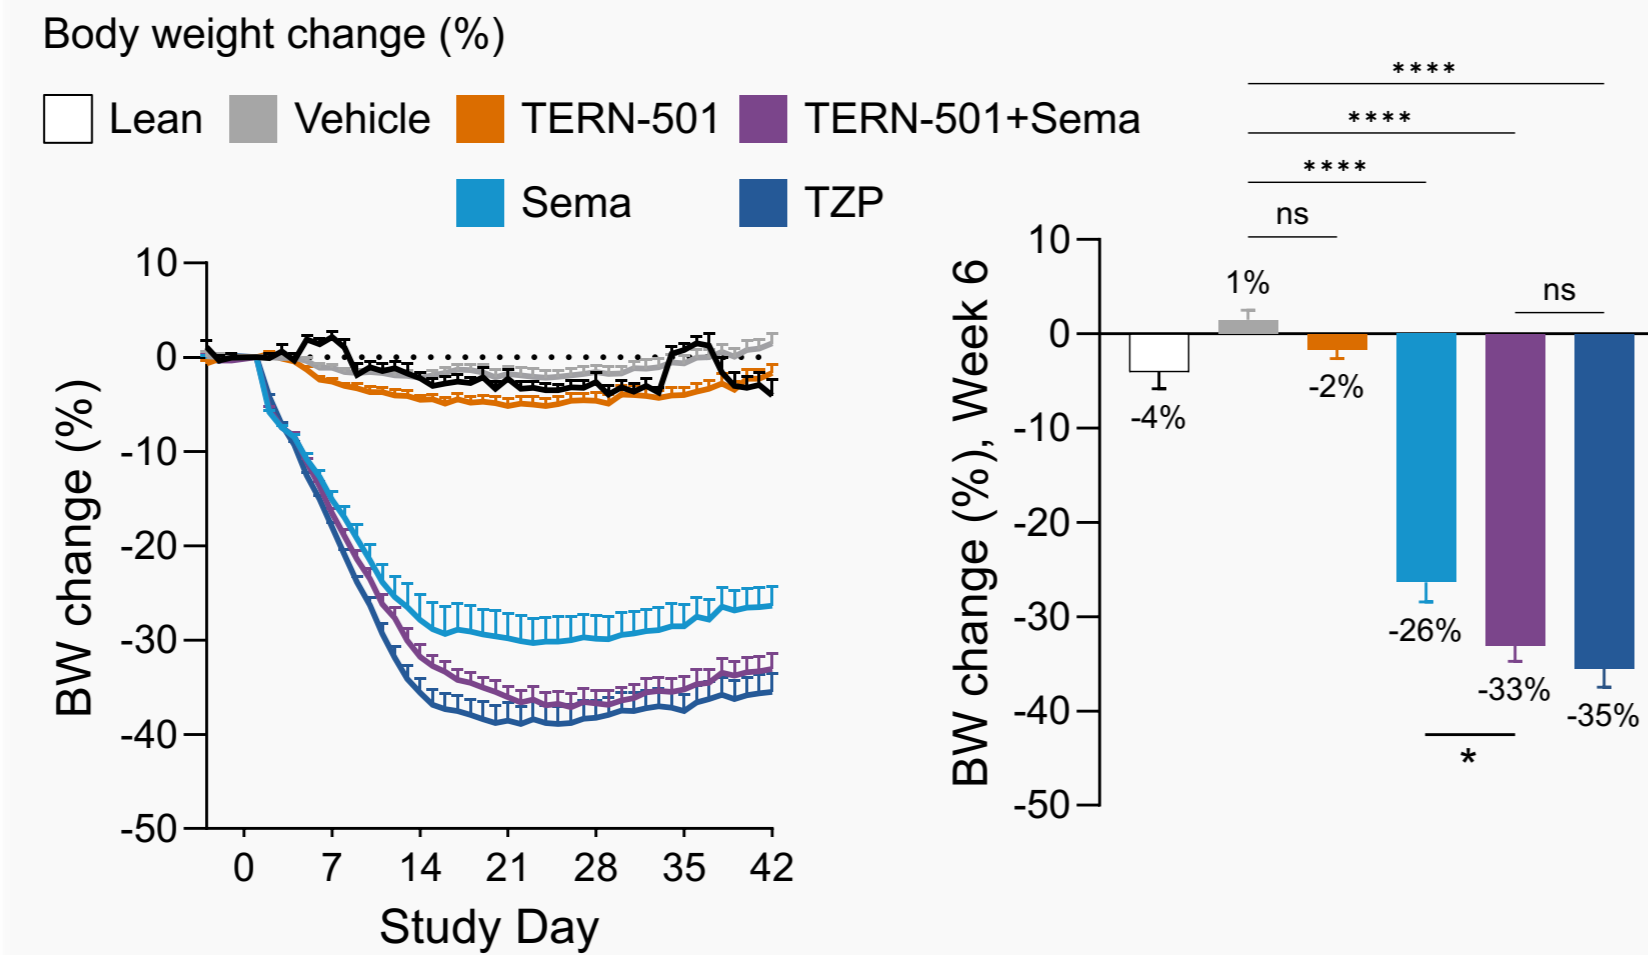 Body weight change (%)
Lean Vehicle TERN-501 TERN-501+Sema
Sema TZP
BW change (%)
10
0
-10
-20
-30
-40
-50
0 7 14 21 28 35 42
Study Day
BW change (%), Week 6
10
0
-10
-20
-30
-40
-50
****
****
****
ns
ns
1%
-4%
-2%
-26%
-33%
-35%
*